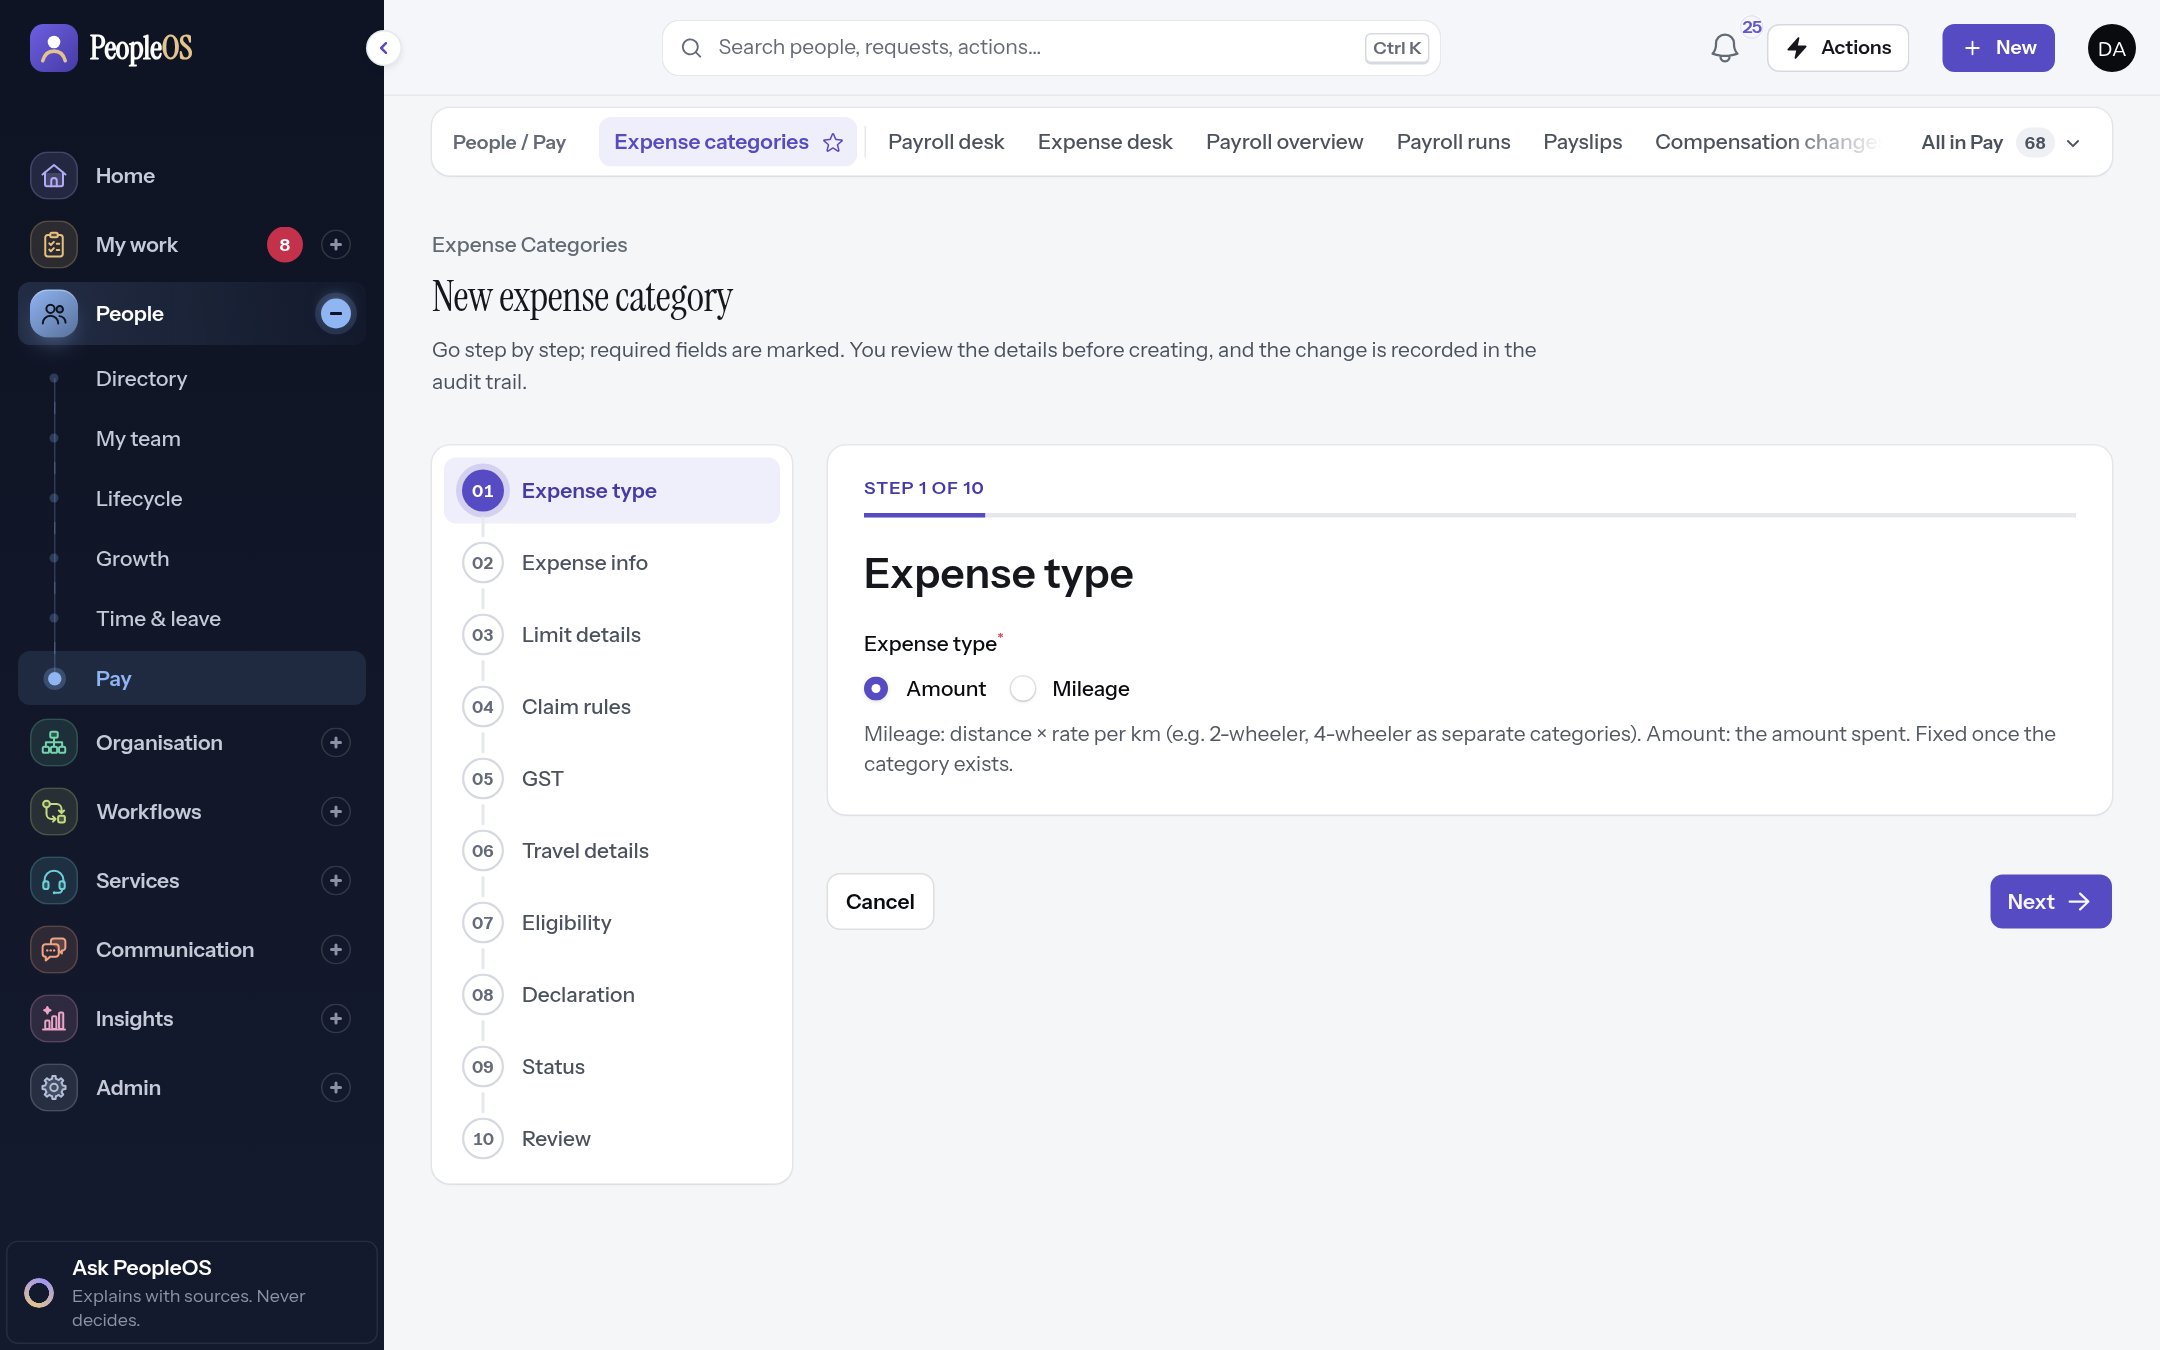 PeopleOS
Search people, requests, actions...
Ctrl K
25
Actions
New
DA
Home
My work
8
People
Directory
My team
Lifecycle
Growth
Time & leave
Pay
Organisation
Workflows
Services
Communication
Insights
Admin
Ask PeopleOS
Explains with sources. Never
decides.
People / Pay
Expense categories
Payroll desk
Expense desk
Payroll overview
Payroll runs
Payslips
Compensation change
All in Pay
68
Expense Categories
New expense category
Go step by step; required fields are marked. You review the details before creating, and the change is recorded in the
audit trail.
01 Expense type
02 Expense info
03 Limit details
04 Claim rules
05 GST
06 Travel details
07 Eligibility
08 Declaration
09 Status
10 Review
STEP 1 OF 10
Expense type
Expense type*
Amount
Mileage
Mileage: distance × rate per km (e.g. 2-wheeler, 4-wheeler as separate categories). Amount: the amount spent. Fixed once the
category exists.
Cancel
Next